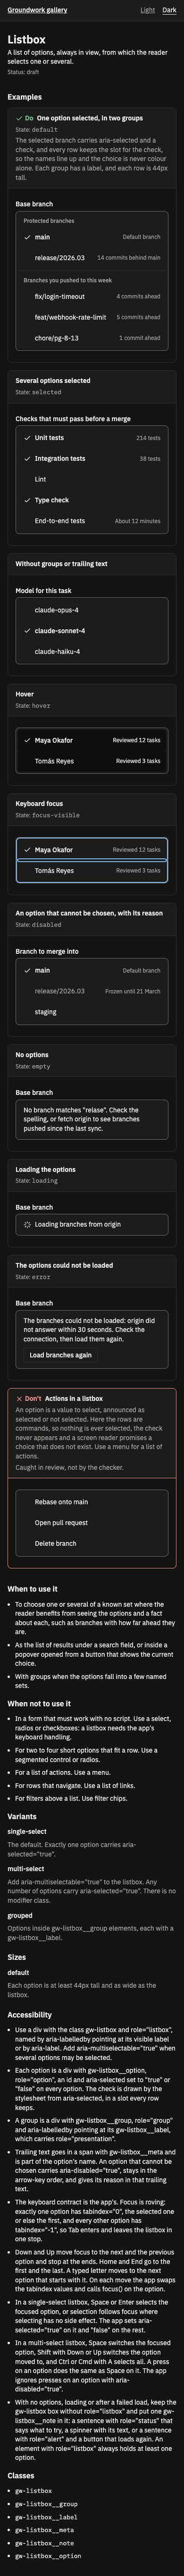 Groundwork gallery
Light
Dark
Listbox
A list of options, always in view, from which the reader
selects one or several.
Status: draft
Examples
Do One option selected, in two groups
State: default
The selected branch carries aria-selected and a
check, and every row keeps the slot for the check,
so the names line up and the choice is never colour
alone. Each group has a label, and each row is 44px
tall.
Base branch
Protected branches
main
Default branch
release/2026.03
14 commits behind main
Branches you pushed to this week
fix/login-timeout
4 commits ahead
feat/webhook-rate-limit
5 commits ahead
chore/pg-8-13
1 commit ahead
Several options selected
State: selected
Checks that must pass before a merge
Unit tests
214 tests
Integration tests
38 tests
Lint
Type check
End-to-end tests
About 12 minutes
Without groups or trailing text
Model for this task
claude-opus-4
claude-sonnet-4
claude-haiku-4
Hover
State: hover
Maya Okafor
Reviewed 12 tasks
Tomás Reyes
Reviewed 3 tasks
Keyboard focus
State: focus-visible
Maya Okafor
Reviewed 12 tasks
Tomás Reyes
Reviewed 3 tasks
An option that cannot be chosen, with its reason
State: disabled
Branch to merge into
main
Default branch
release/2026.03
Frozen until 21 March
staging
No options
State: empty
Base branch
No branch matches "relase". Check the
spelling, or fetch origin to see branches
pushed since the last sync.
Loading the options
State: loading
Base branch
Loading branches from origin
The options could not be loaded
State: error
Base branch
The branches could not be loaded: origin did
not answer within 30 seconds. Check the
connection, then load them again.
Load branches again
Don't Actions in a listbox
An option is a value to select, announced as
selected or not selected. Here the rows are
commands, so nothing is ever selected, the check
never appears and a screen reader promises a
choice that does not exist. Use a menu for a list of
actions.
Caught in review, not by the checker.
Rebase onto main
Open pull request
Delete branch
When to use it
To choose one or several of a known set where the
reader benefits from seeing the options and a fact
about each, such as branches with how far ahead they
are.
As the list of results under a search field, or inside a
popover opened from a button that shows the current
choice.
With groups when the options fall into a few named
sets.
When not to use it
In a form that must work with no script. Use a select,
radios or checkboxes: a listbox needs the app's
keyboard handling.
For two to four short options that fit a row. Use a
segmented control or radios.
For a list of actions. Use a menu.
For rows that navigate. Use a list of links.
For filters above a list. Use filter chips.
Variants
single-select
The default. Exactly one option carries aria-
selected="true".
multi-select
Add aria-multiselectable="true" to the listbox. Any
number of options carry aria-selected="true". There is no
modifier class.
grouped
Options inside gw-listbox__group elements, each with a
gw-listbox__label.
Sizes
default
Each option is at least 44px tall and as wide as the
listbox.
Accessibility
Use a div with the class gw-listbox and role="listbox",
named by aria-labelledby pointing at its visible label
or by aria-label. Add aria-multiselectable="true" when
several options may be selected.
Each option is a div with gw-listbox__option,
role="option", an id and aria-selected set to "true" or
"false" on every option. The check is drawn by the
stylesheet from aria-selected, in a slot every row
keeps.
A group is a div with gw-listbox__group, role="group"
and aria-labelledby pointing at its gw-listbox__label,
which carries role="presentation".
Trailing text goes in a span with gw-listbox__meta and
is part of the option's name. An option that cannot be
chosen carries aria-disabled="true", stay in the
arrow-key order, and gives its reason in that trailing
text.
The keyboard contract is the app's. Focus is roving:
exactly one option has tabindex="0", the selected one
or else the first, and every other option has
tabindex="-1", so Tab enters and leaves the listbox in
one stop.
Down and Up move focus to the next and the previous
option and stop at the ends. Home and End go to the
first and the last. A typed letter moves to the next
option that starts with it. On each move the app swaps
the tabindex values and calls focus() on the option.
In a single-select listbox, Space or Enter selects the
focused option, or selection follows focus where
selecting has no side effect. The app sets aria-
selected="true" on it and "false" on the rest.
In a multi-select listbox, Space switches the focused
option, Shift with Down or Up switches the option
moved to, and Ctrl or Cmd with A selects all. A press
on an option does the same as Space on it. The app
ignores a press on an option with aria-
disabled="true".
With no options, loading or after a failed load, keep the
gw-listbox box without role="listbox" and put one gw-
listbox__note in it: a sentence with role="status" that
says what to try, a spinner with its text, or a sentence
with role="alert" and a button that loads again. An
element with role="listbox" always holds at least one
option.
Classes
gw-listbox
gw-listbox__group
gw-listbox__label
gw-listbox__meta
gw-listbox__note
gw-listbox__option